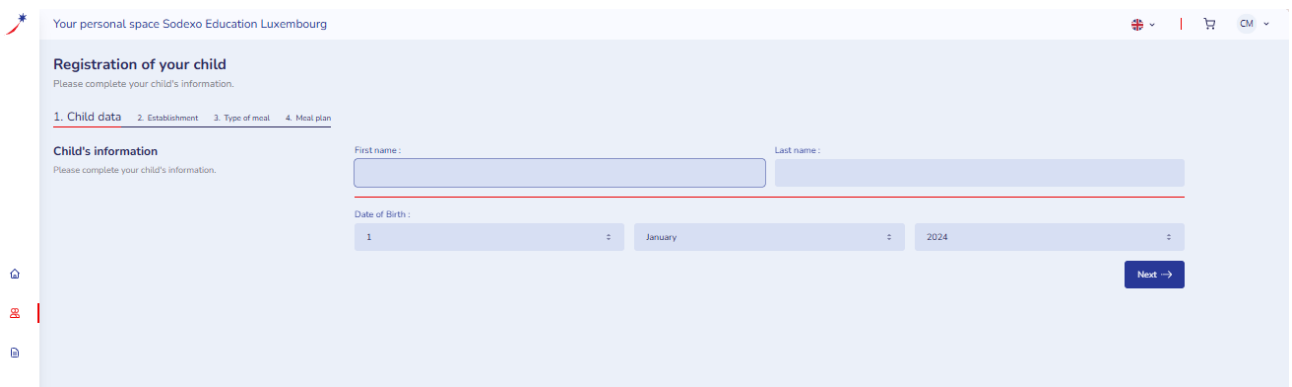 Your personal space Sodexo Education Luxembourg
CM
Registration of your child
Please complete your child's information.
1. Child data 2. Establishment 3. Type of meal 4. Meal plan
Child's information
Please complete your child's information.
First name :
Last name :
Date of Birth :
1 January 2024
Next